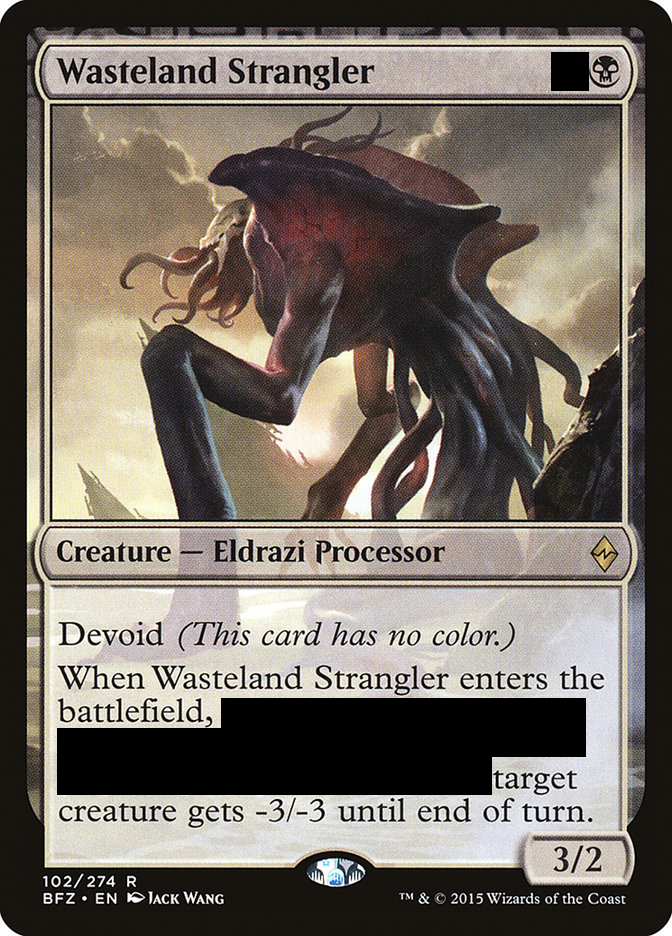 Wasteland Strangler
Creature — Eldrazi Processor
Devoid (This card has no color.)
When Wasteland Strangler enters the
battlefield,
target
creature gets -3/-3 until end of turn.
3/2
102/274 R
BFZ • EN Jack Wang
™ & © 2015 Wizards of the Coast